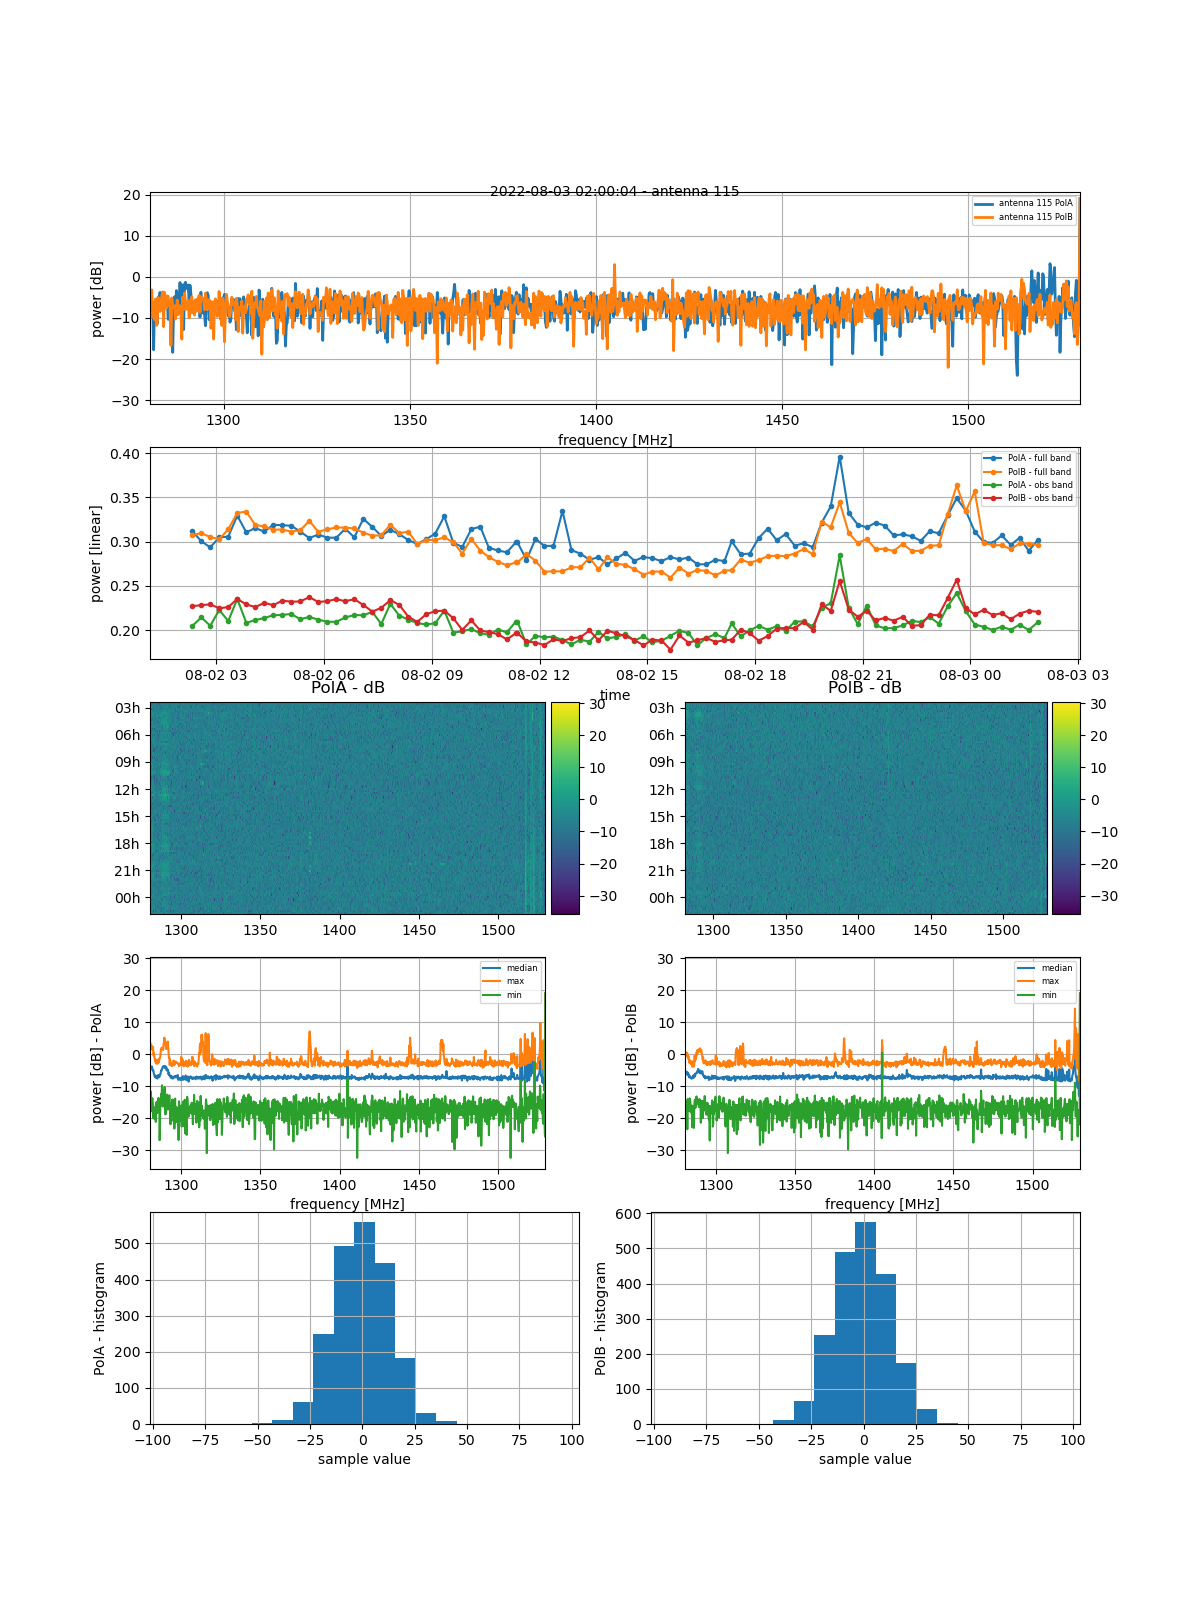 2022-08-03 02:00:04 - antenna 115
antenna 115 PolA
antenna 115 PolB
power [dB]
20
10
0
−10
−20
−30
1300 1350 1400 1450 1500
frequency [MHz]
PolA - full band
PolB - full band
PolA - obs band
PolB - obs band
power [linear]
0.40
0.35
0.30
0.25
0.20
08-02 03 08-02 06 08-02 09 08-02 12 08-02 15 08-02 18 08-02 21 08-03 00 08-03 03
time
PolA - dB
03h
06h
09h
12h
15h
18h
21h
00h
1300 1350 1400 1450 1500
30
20
10
0
−10
−20
−30
PolB - dB
03h
06h
09h
12h
15h
18h
21h
00h
1300 1350 1400 1450 1500
30
20
10
0
−10
−20
−30
power [dB] - PolA
30
20
10
0
−10
−20
−30
median
max
min
1300 1350 1400 1450 1500
frequency [MHz]
power [dB] - PolB
30
20
10
0
−10
−20
−30
median
max
min
1300 1350 1400 1450 1500
frequency [MHz]
PolA - histogram
500
400
300
200
100
0
−100 −75 −50 −25 0 25 50 75 100
sample value
PolB - histogram
600
500
400
300
200
100
0
−100 −75 −50 −25 0 25 50 75 100
sample value